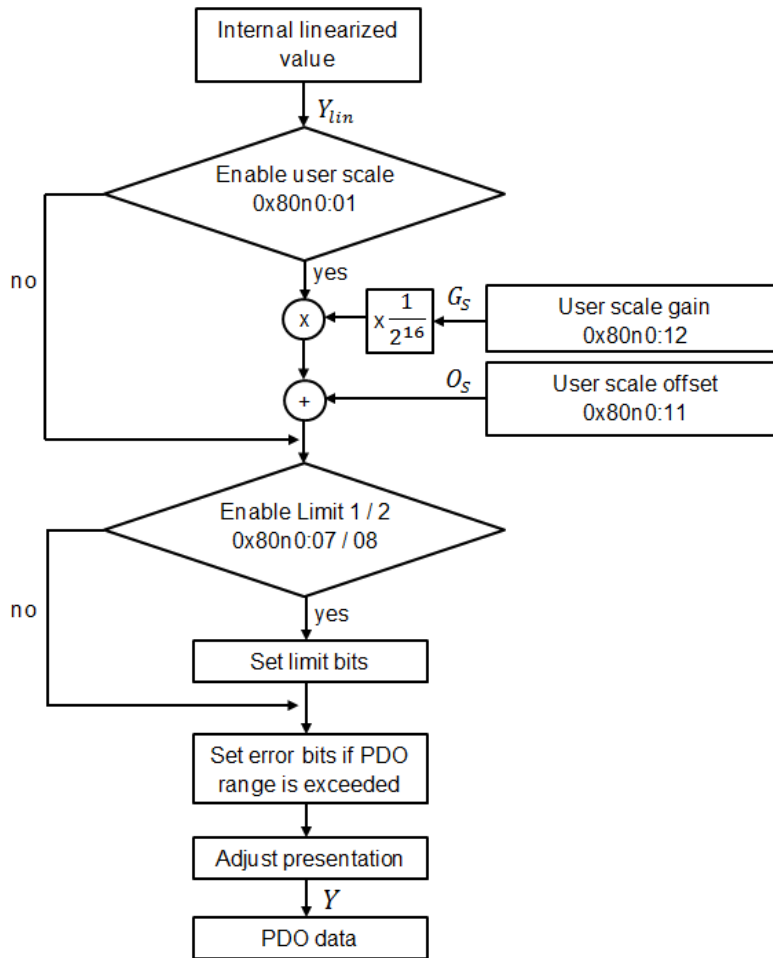 Internal linearized
value
Y_lin
Enable user scale
0x80n0:01
no
yes
x
x 1/2^16
G_S
User scale gain
0x80n0:12
+
O_S
User scale offset
0x80n0:11
Enable Limit 1 / 2
0x80n0:07 / 08
no
yes
Set limit bits
Set error bits if PDO
range is exceeded
Adjust presentation
Y
PDO data